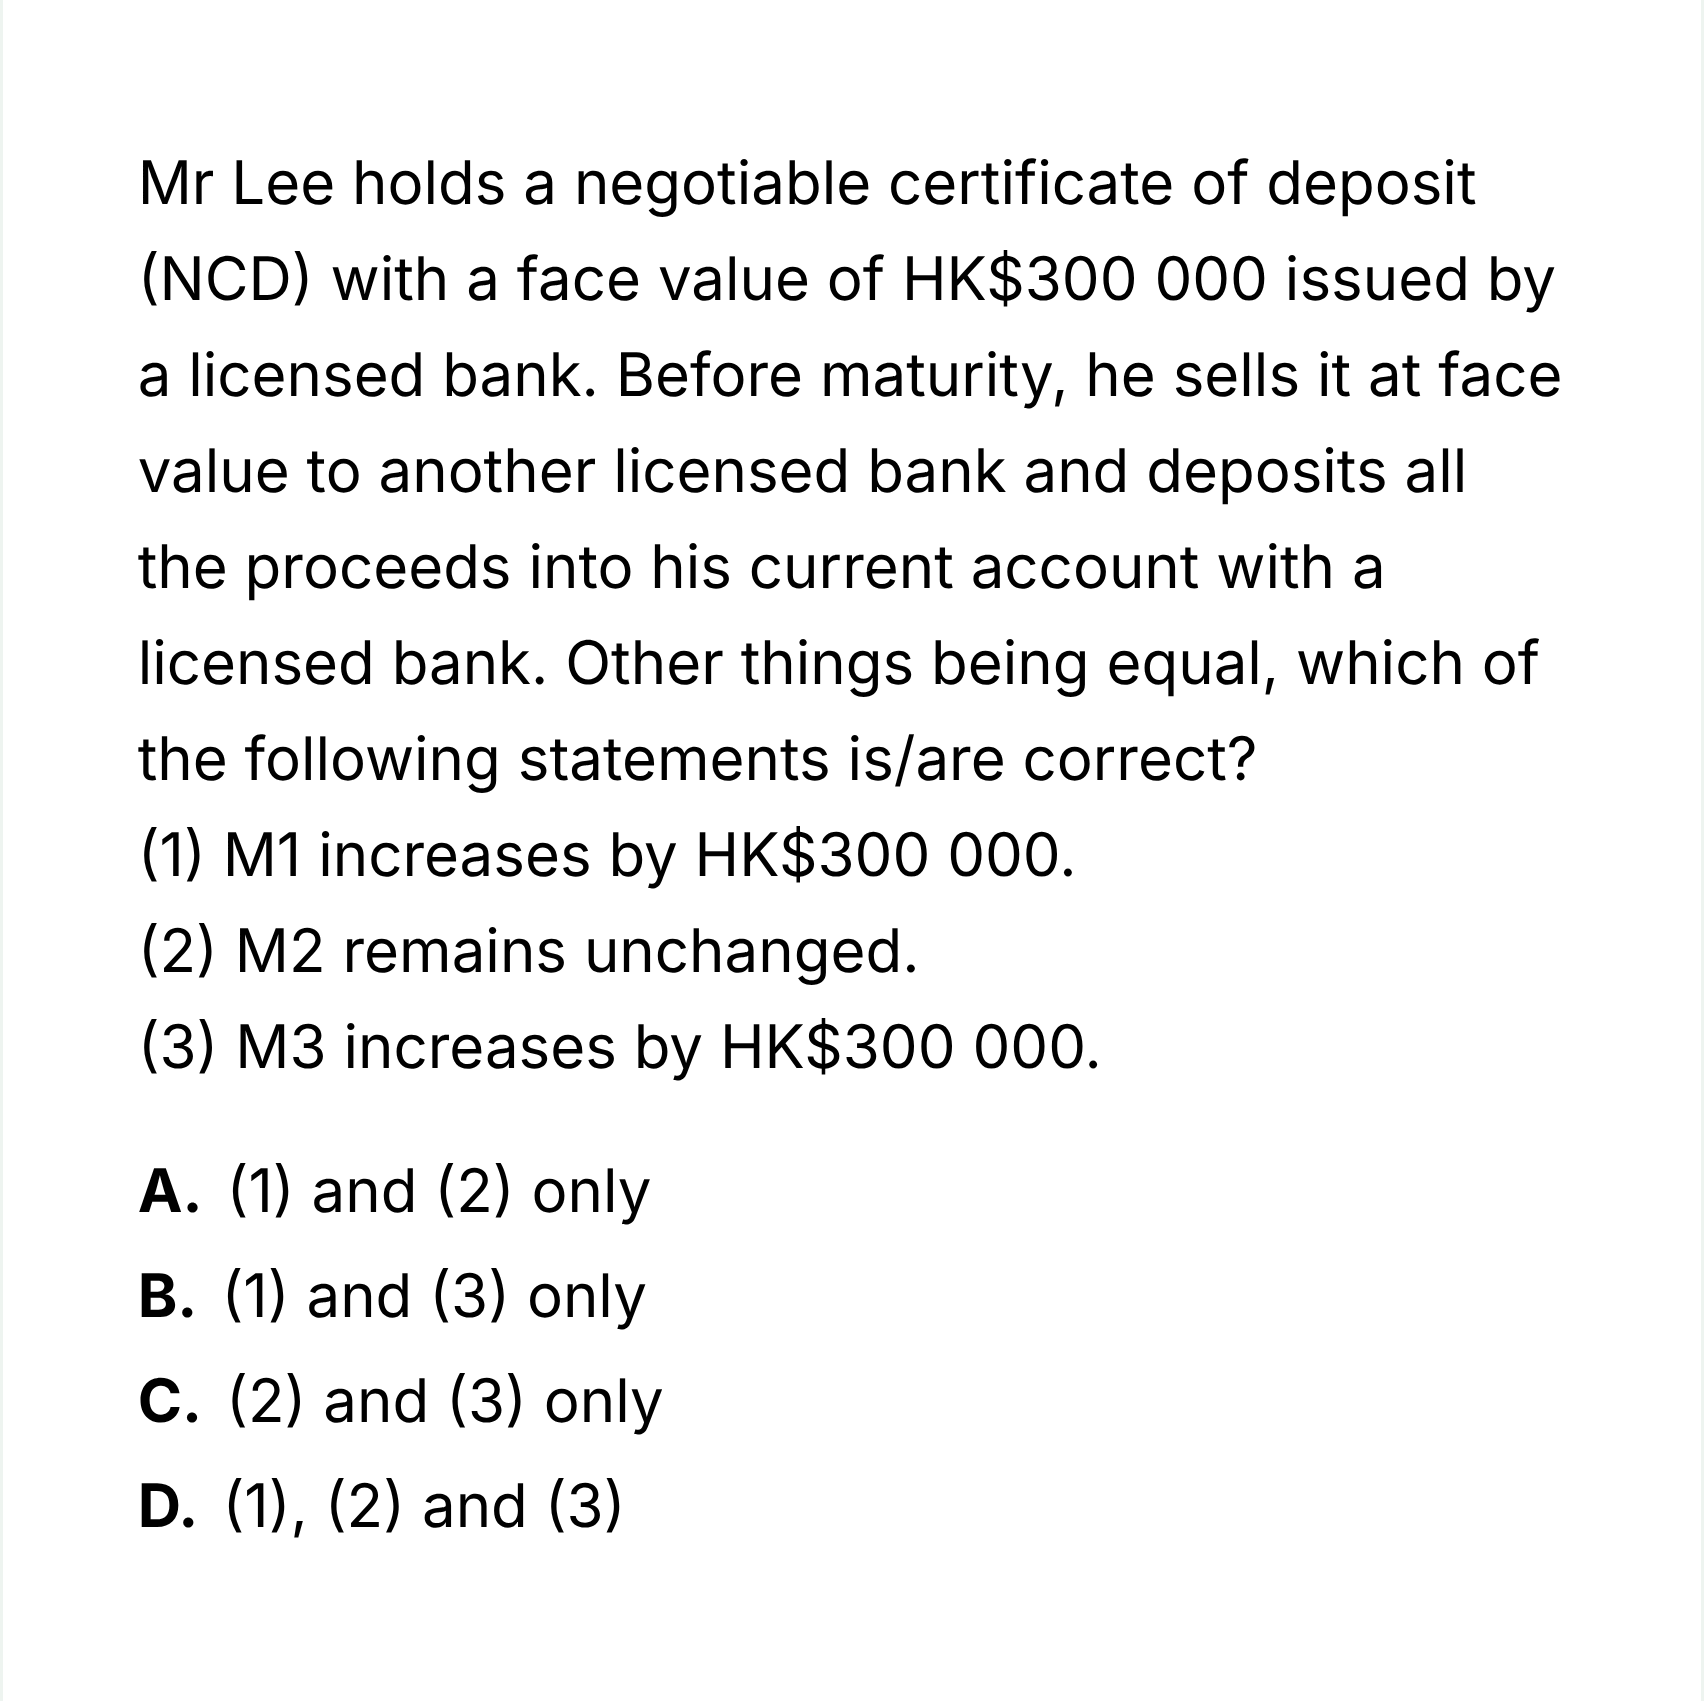 Mr Lee holds a negotiable certificate of deposit
(NCD) with a face value of HK$300 000 issued by
a licensed bank. Before maturity, he sells it at face
value to another licensed bank and deposits all
the proceeds into his current account with a
licensed bank. Other things being equal, which of
the following statements is/are correct?
(1) M1 increases by HK$300 000.
(2) M2 remains unchanged.
(3) M3 increases by HK$300 000.
A. (1) and (2) only
B. (1) and (3) only
C. (2) and (3) only
D. (1), (2) and (3)